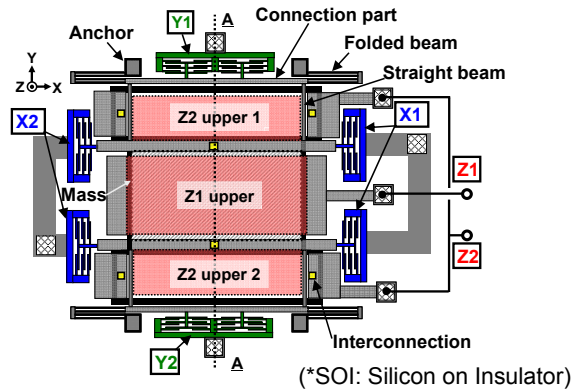 Y1
A
Connection part
Anchor
Folded beam
Y
Z
X
Straight beam
X2
Z2 upper 1
X1
Mass
Z1 upper
Z1
Z2
Z2 upper 2
Interconnection
Y2
A
(*SOI: Silicon on Insulator)